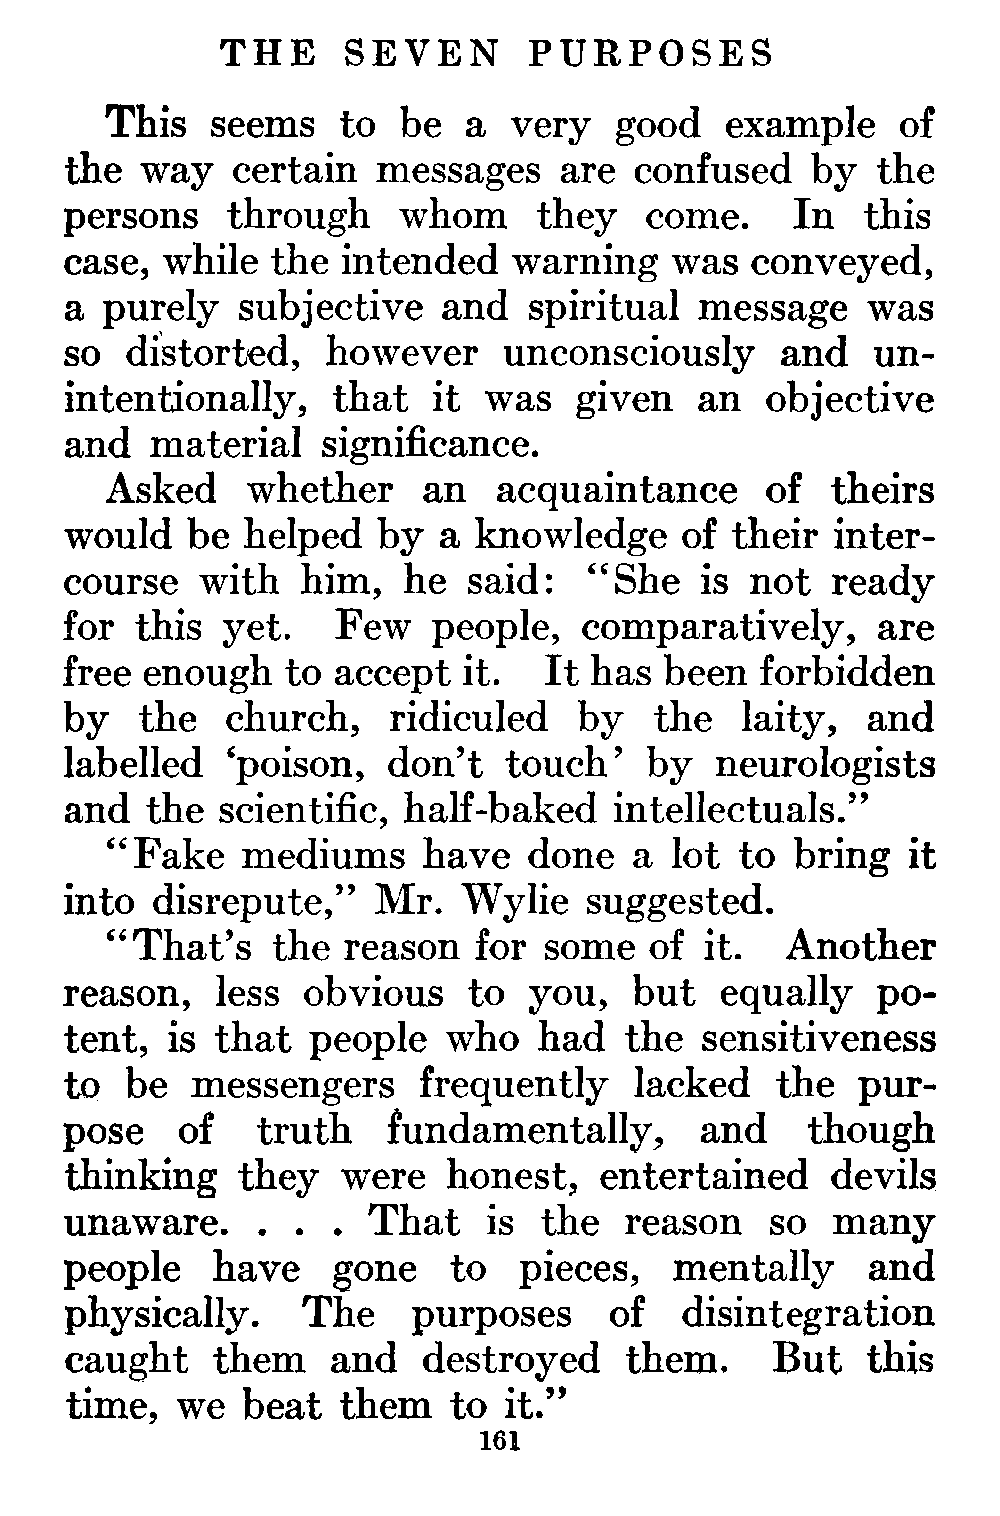 THE SEVEN PURPOSES
This seems to be a very good example of
the way certain messages are confused by the
persons through whom they come. In this
case, while the intended warning was conveyed,
a purely subjective and spiritual message was
so distorted, however unconsciously and un-
intentionally, that it was given an objective
and material significance.
Asked whether an acquaintance of theirs
would be helped by a knowledge of their inter-
course with him, he said: “She is not ready
for this yet. Few people, comparatively, are
free enough to accept it. It has been forbidden
by the church, ridiculed by the laity, and
labelled ‘poison, don’t touch’ by neurologists
and the scientific, half-baked intellectuals.”
“Fake mediums have done a lot to bring it
into disrepute,” Mr. Wylie suggested.
“That’s the reason for some of it. Another
reason, less obvious to you, but equally po-
tent, is that people who had the sensitiveness
to be messengers frequently lacked the pur-
pose of truth fundamentally, and though
thinking they were honest, entertained devils
unaware. . . . That is the reason so many
people have gone to pieces, mentally and
physically. The purposes of disintegration
caught them and destroyed them. But this
time, we beat them to it.”
161